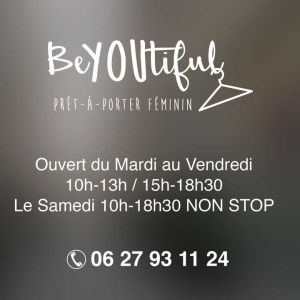 BeYOUtiful
PRÊT-À-PORTER FÉMININ
Ouvert du Mardi au Vendredi
10h-13h / 15h-18h30
Le Samedi 10h-18h30 NON STOP
06 27 93 11 24